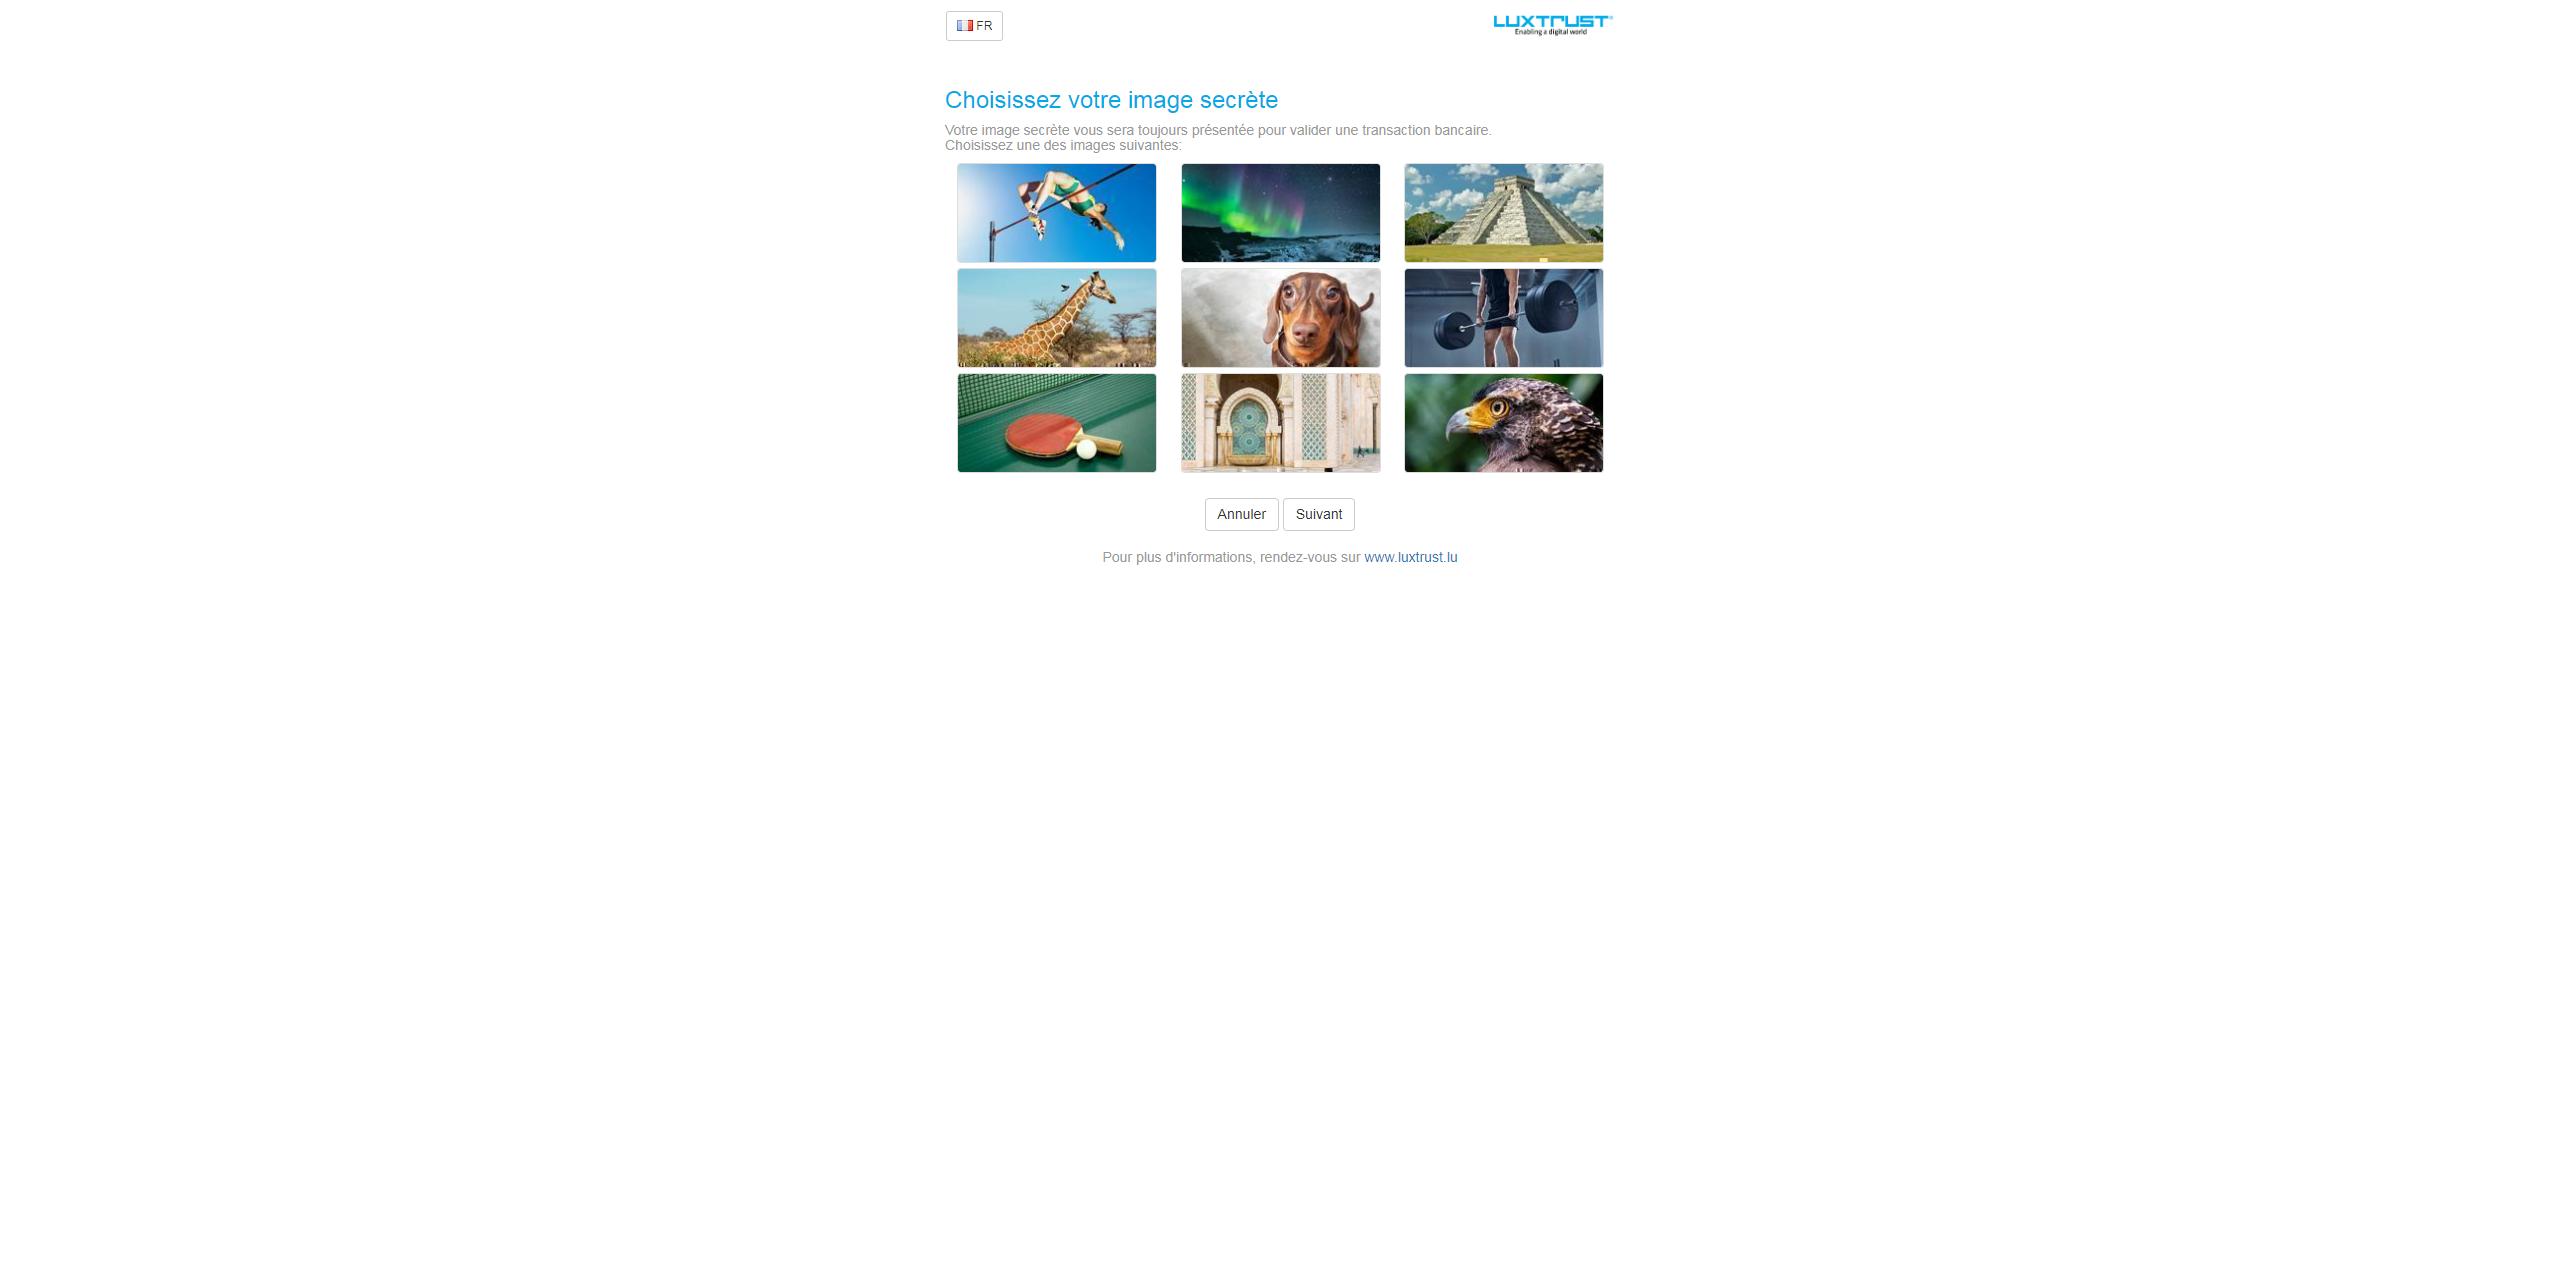 FR
LUXTRUST
Enabling a digital world
Choisissez votre image secrète
Votre image secrète vous sera toujours présentée pour valider une transaction bancaire.
Choisissez une des images suivantes:
Annuler Suivant
Pour plus d'informations, rendez-vous sur www.luxtrust.lu